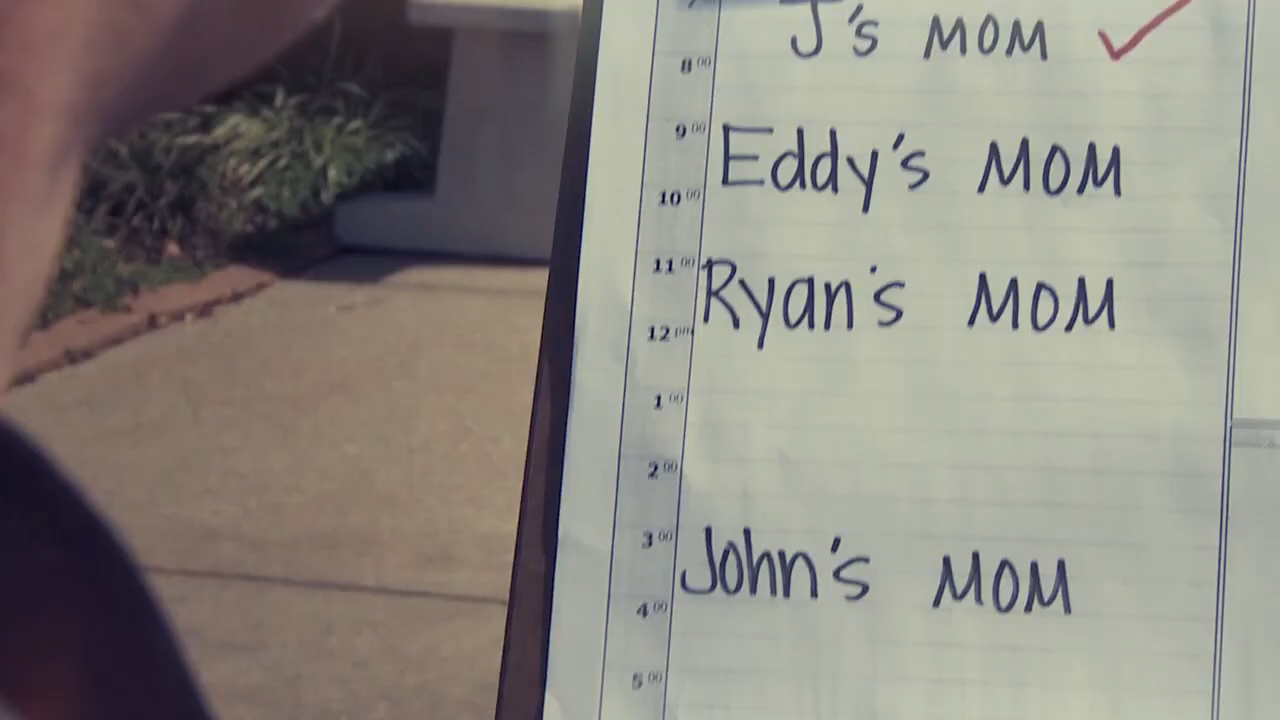 J's MOM ✓
8 00
9 00
Eddy's MOM
10 00
11 00
Ryan's MOM
12 pm
1 00
2 00
3 00
John's MOM
4 00
5 00